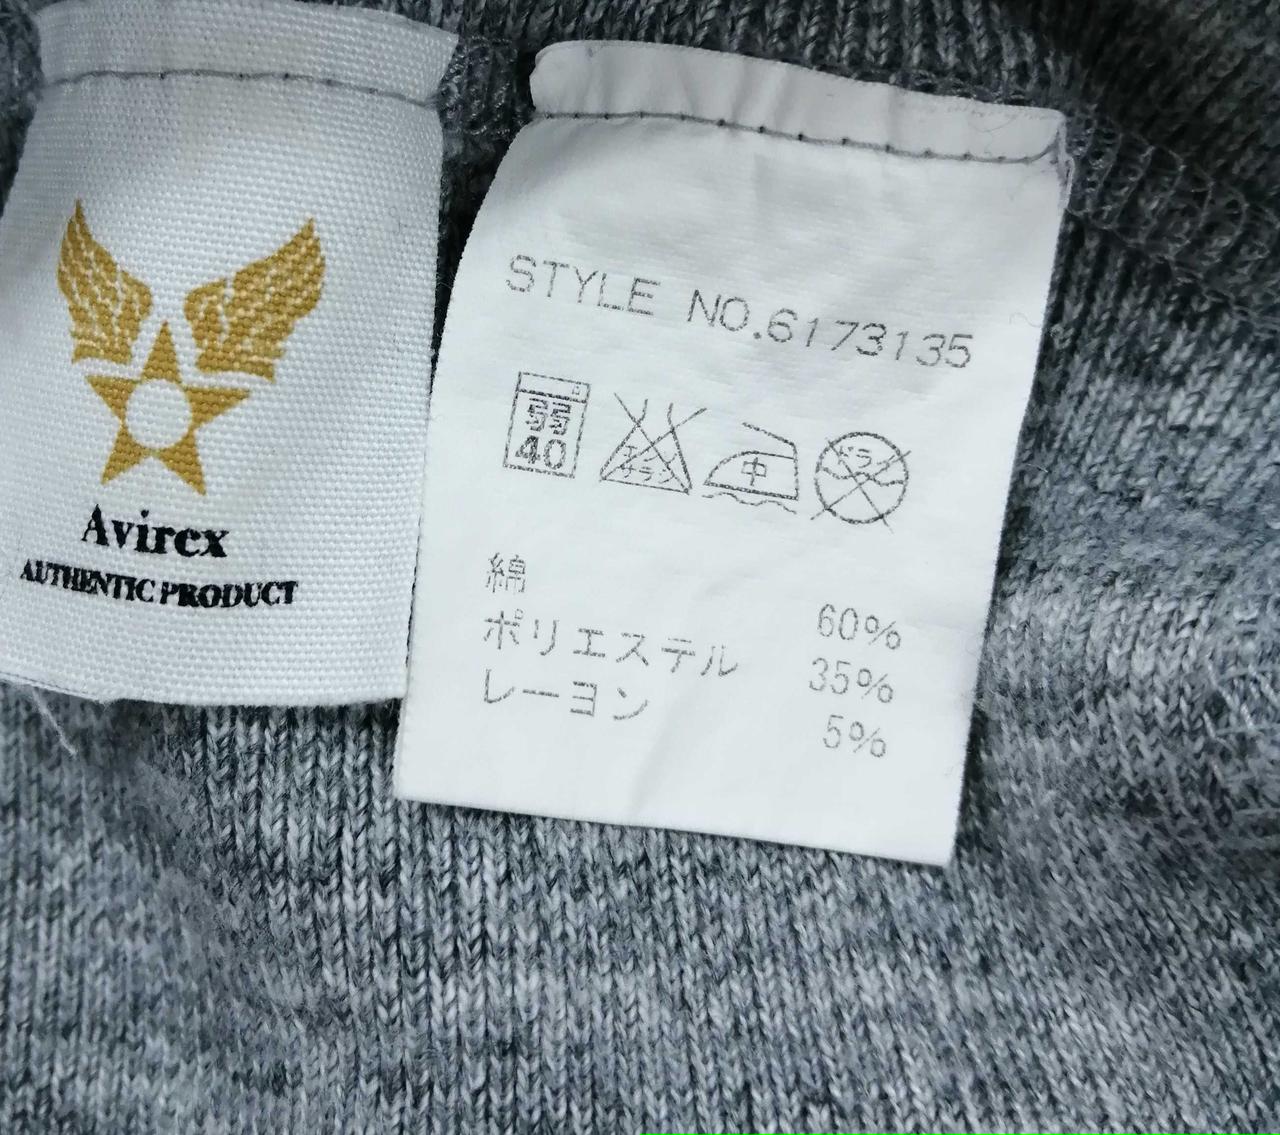 Avirex
AUTHENTIC PRODUCT
STYLE NO.6173135
弱
40
エンソ
サラシ
中
ドライ
綿 60%
ポリエステル 35%
レーヨン 5%